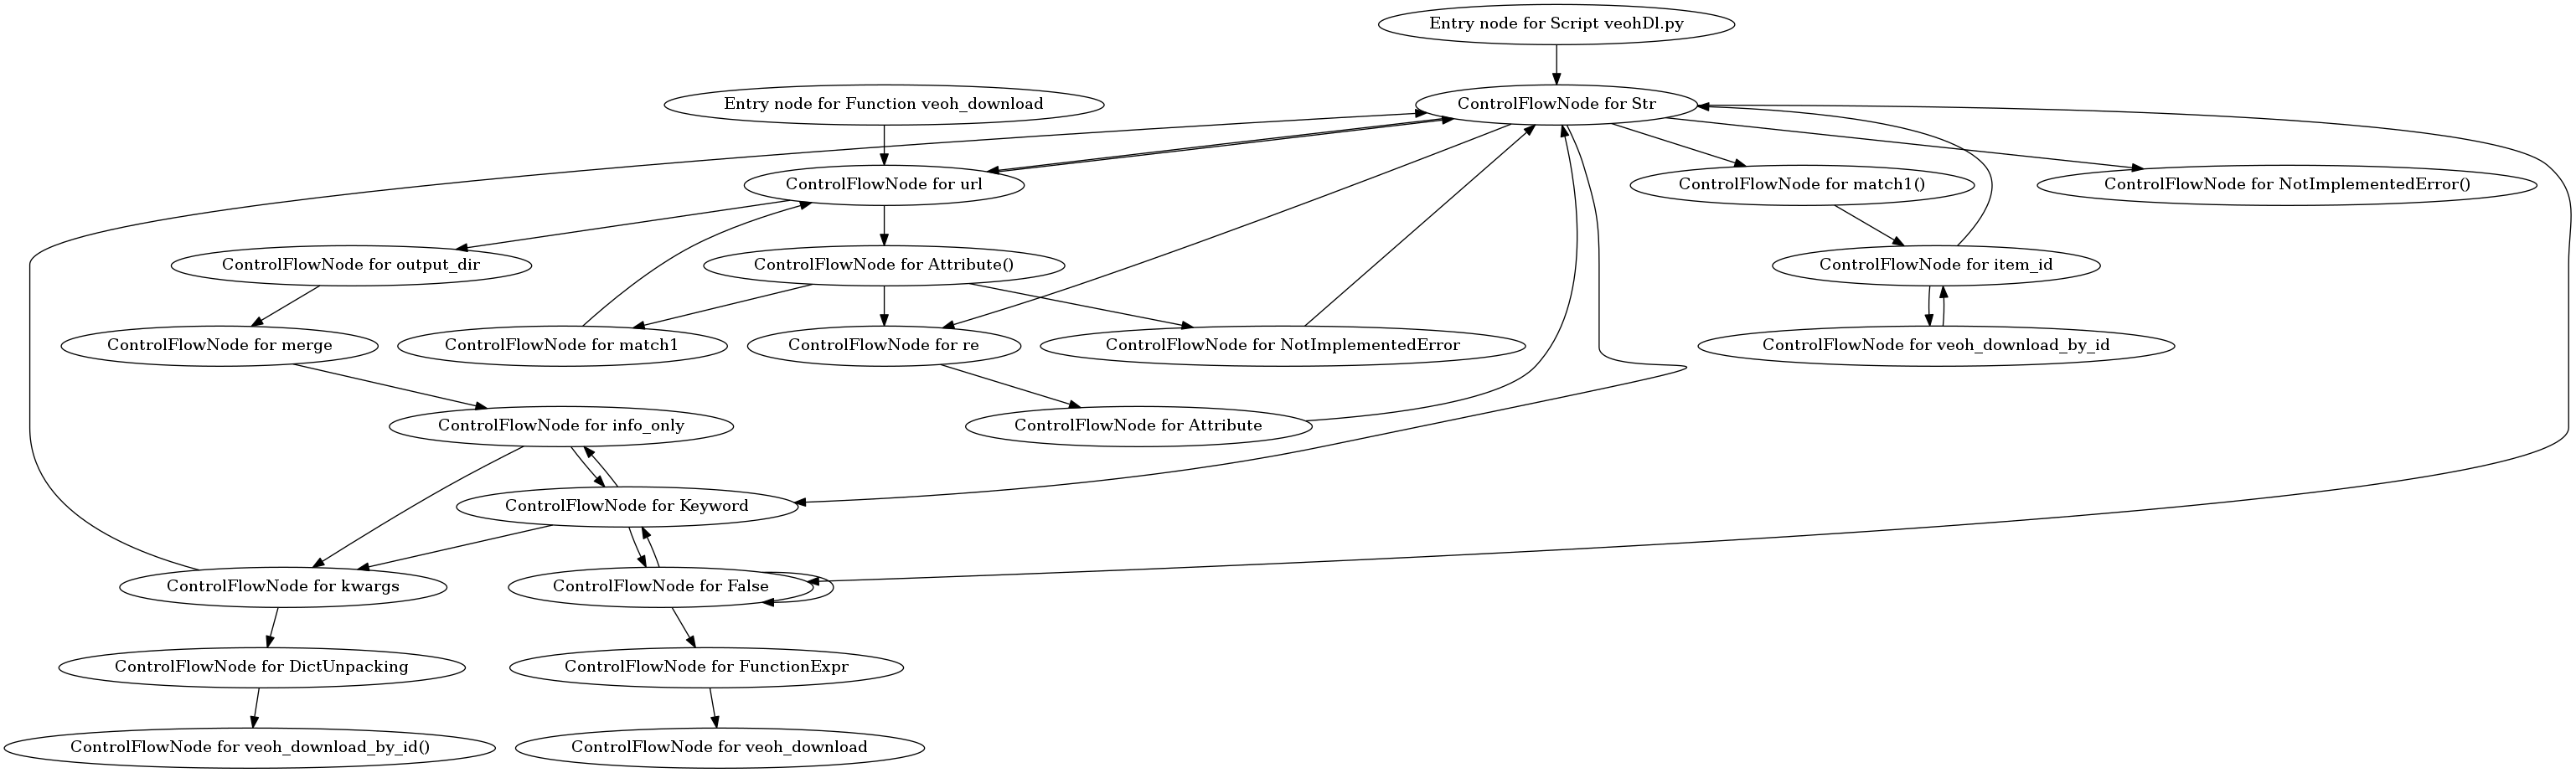 Entry node for Script veohDl.py
Entry node for Function veoh_download
ControlFlowNode for Str
ControlFlowNode for url
ControlFlowNode for match1()
ControlFlowNode for NotImplementedError()
ControlFlowNode for output_dir
ControlFlowNode for Attribute()
ControlFlowNode for item_id
ControlFlowNode for merge
ControlFlowNode for match1
ControlFlowNode for re
ControlFlowNode for NotImplementedError
ControlFlowNode for veoh_download_by_id
ControlFlowNode for info_only
ControlFlowNode for Attribute
ControlFlowNode for Keyword
ControlFlowNode for kwargs
ControlFlowNode for False
ControlFlowNode for DictUnpacking
ControlFlowNode for FunctionExpr
ControlFlowNode for veoh_download_by_id()
ControlFlowNode for veoh_download